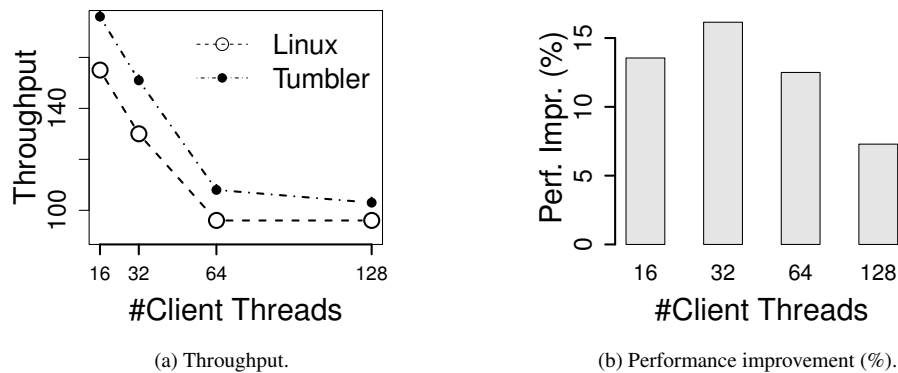 Throughput
100
140
Linux
Tumbler
16 32 64 128
#Client Threads
(a) Throughput.
Perf. Impr. (%)
0
5
10
15
16 32 64 128
#Client Threads
(b) Performance improvement (%).